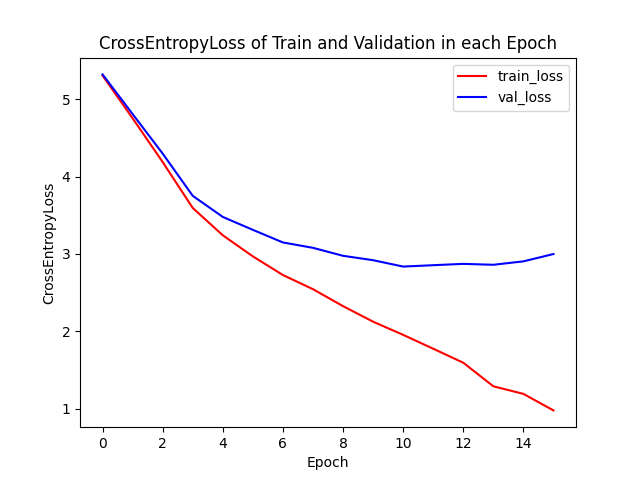 CrossEntropyLoss of Train and Validation in each Epoch
train_loss
val_loss
5
4
3
2
1
CrossEntropyLoss
0 2 4 6 8 10 12 14
Epoch